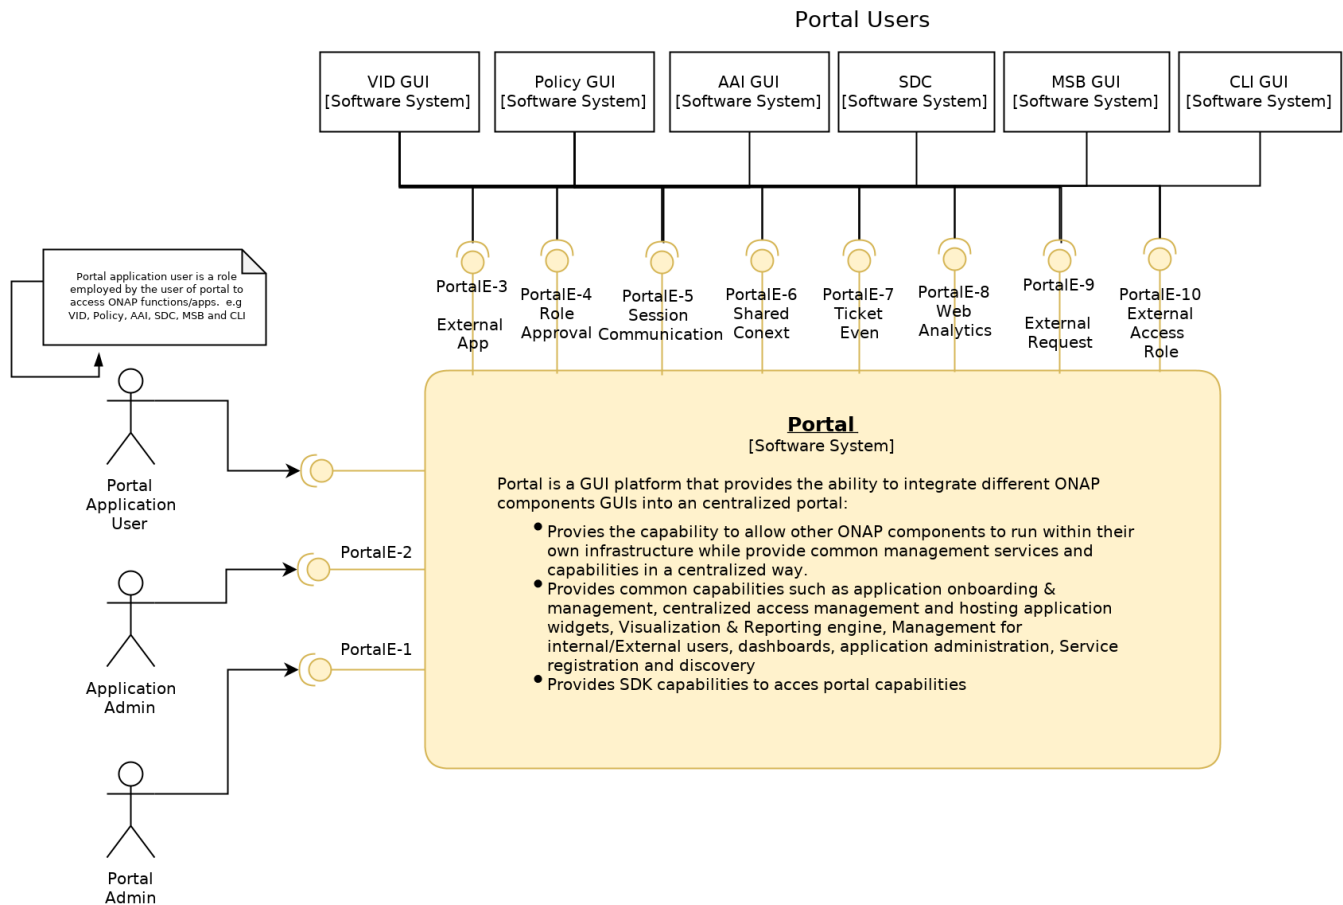 Portal Users
VID GUI
[Software System]
Policy GUI
[Software System]
AAI GUI
[Software System]
SDC
[Software System]
MSB GUI
[Software System]
CLI GUI
[Software System]
Portal application user is a role
employed by the user of portal to
access ONAP functions/apps.  e.g
VID, Policy, AAI, SDC, MSB and CLI
PortalE-3
External
App
PortalE-4
Role
Approval
PortalE-5
Session
Communication
PortalE-6
Shared
Conext
PortalE-7
Ticket
Even
PortalE-8
Web
Analytics
PortalE-9
External
Request
PortalE-10
External
Access
Role
Portal
Application
User
PortalE-2
Application
Admin
PortalE-1
Portal
Admin
Portal
[Software System]
Portal is a GUI platform that provides the ability to integrate different ONAP
components GUIs into an centralized portal:
• Provies the capability to allow other ONAP components to run within their
own infrastructure while provide common management services and
capabilities in a centralized way.
• Provides common capabilities such as application onboarding &
management, centralized access management and hosting application
widgets, Visualization & Reporting engine, Management for
internal/External users, dashboards, application administration, Service
registration and discovery
• Provides SDK capabilities to acces portal capabilities